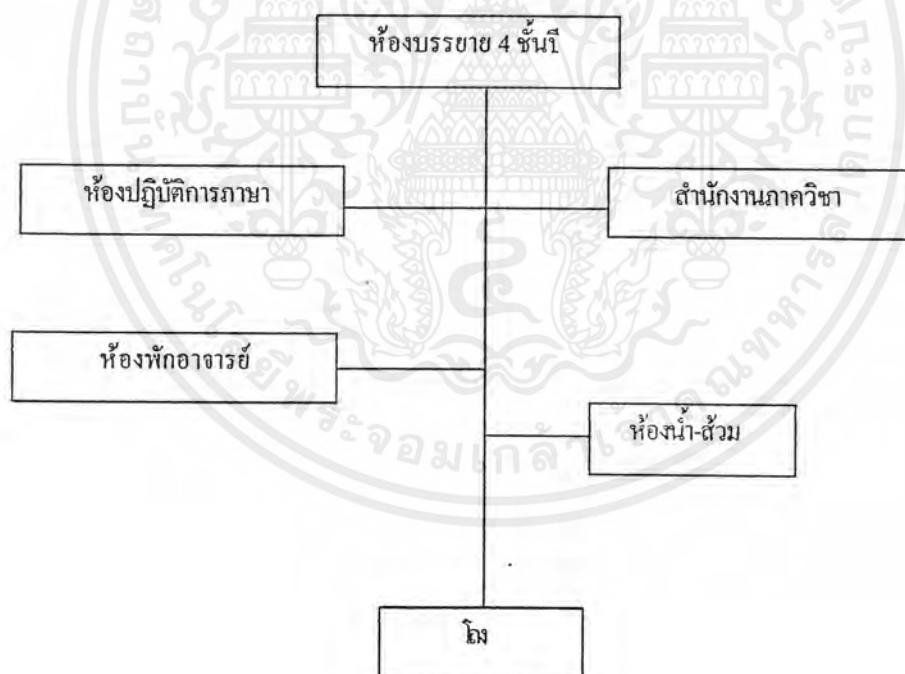 ห้องบรรยาย 4 ชั้นปี
ห้องปฏิบัติการภาษา
สำนักงานภาควิชา
ห้องพักอาจารย์
ห้องน้ำ-ส้วม
โถง